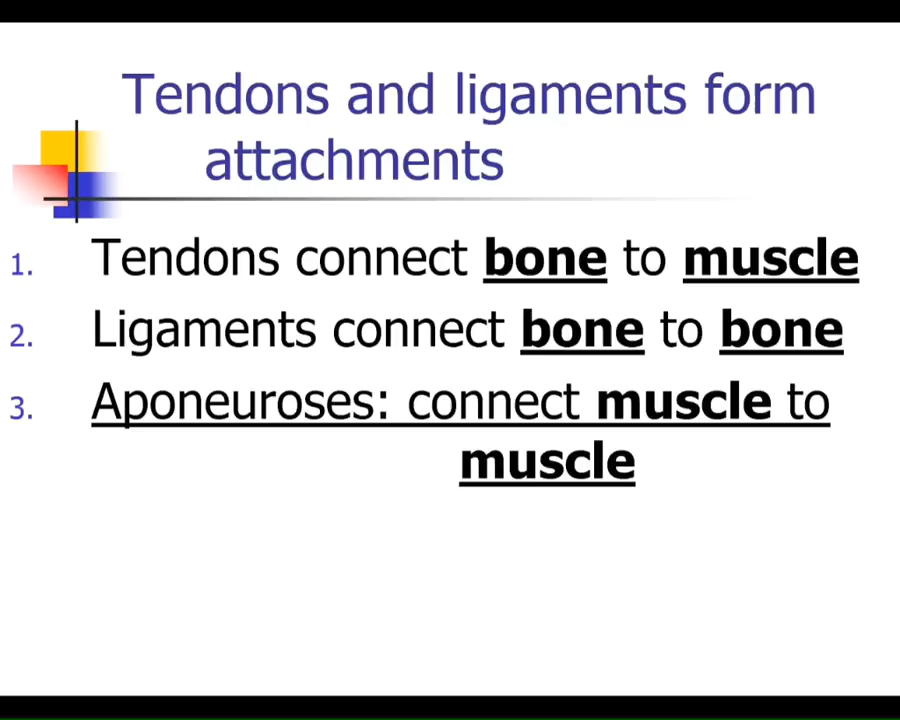 Tendons and ligaments form
attachments
1. Tendons connect bone to muscle
2. Ligaments connect bone to bone
3. Aponeuroses: connect muscle to
muscle